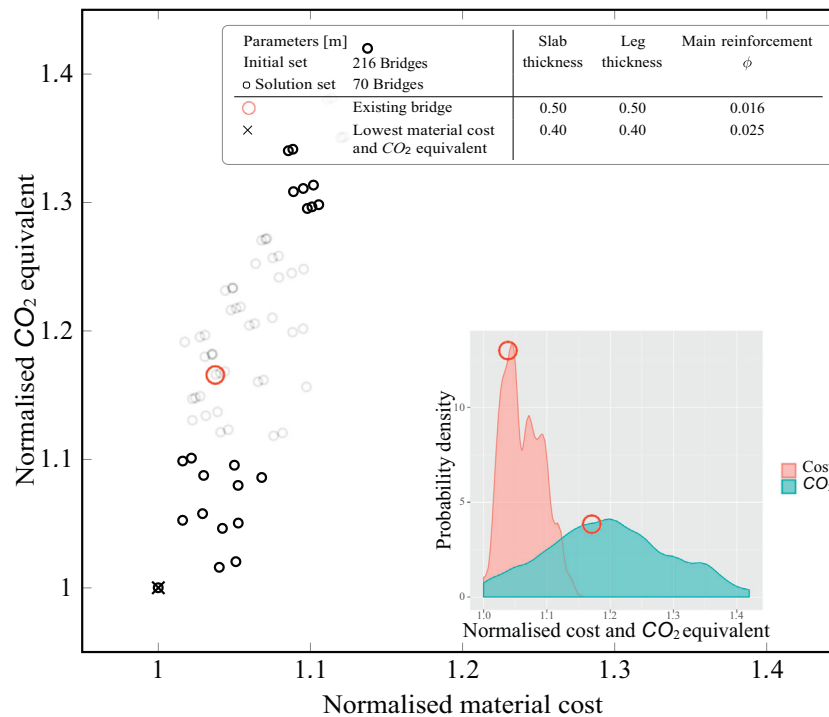 Parameters [m] Slab Leg Main reinforcement
Initial set 216 Bridges thickness thickness ϕ
Solution set 70 Bridges
Existing bridge 0.50 0.50 0.016
Lowest material cost 0.40 0.40 0.025
and CO₂ equivalent
1.4
1.3
1.2
1.1
1
Normalised CO₂ equivalent
10
5
0
Probability density
1.0 1.1 1.2 1.3 1.4
Normalised cost and CO₂ equivalent
Cos
CO
1 1.1 1.2 1.3 1.4
Normalised material cost